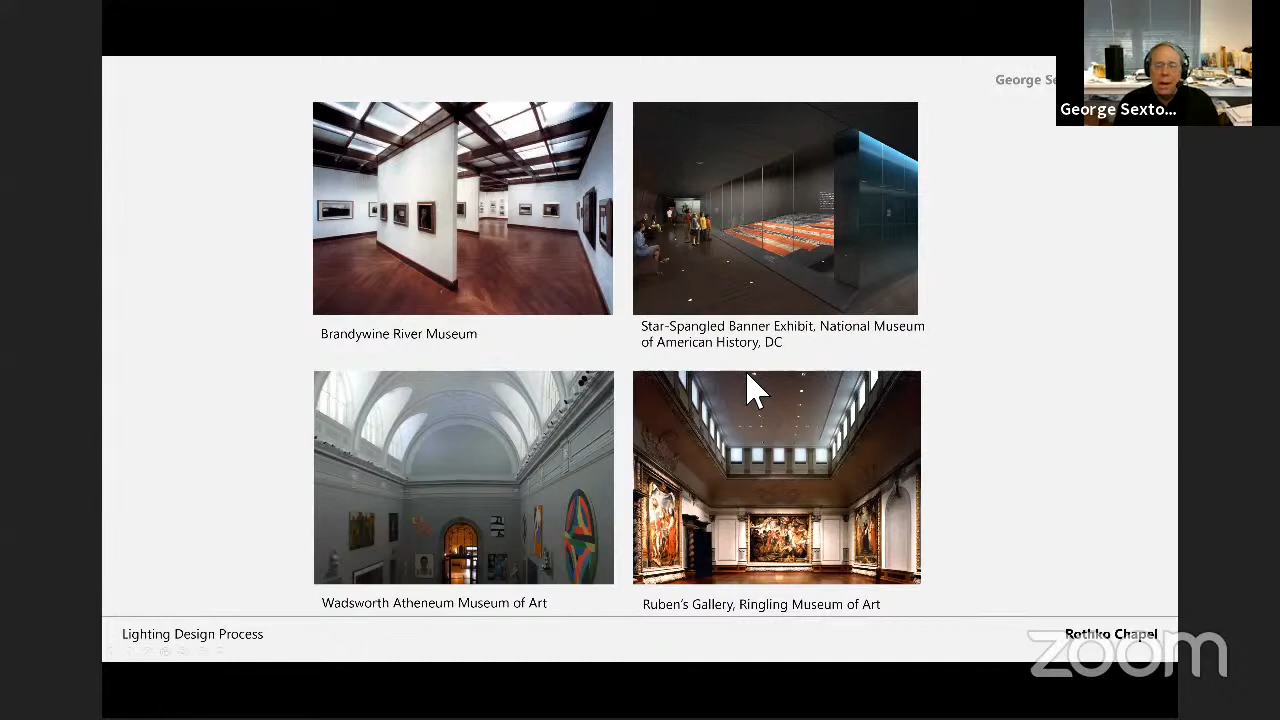 George Se
George Sexto...
Brandywine River Museum
Star-Spangled Banner Exhibit, National Museum
of American History, DC
Wadsworth Atheneum Museum of Art
Ruben's Gallery, Ringling Museum of Art
Lighting Design Process
Rothko Chapel
zoom